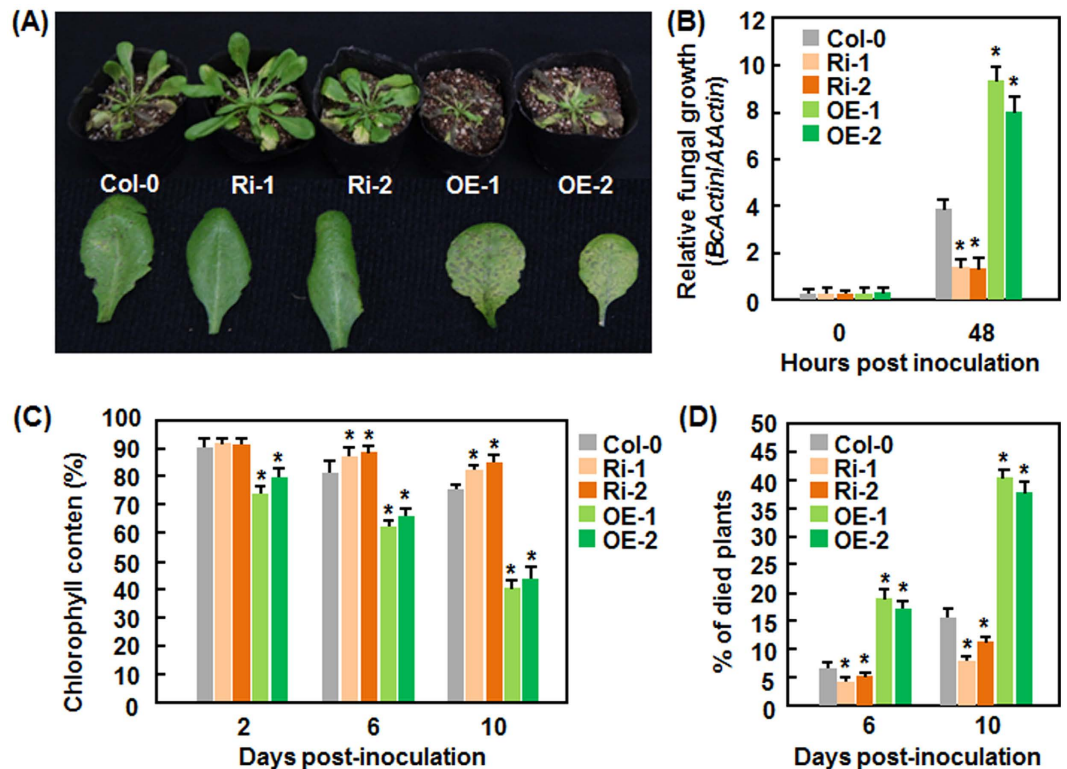 (A)
Col-0 Ri-1 Ri-2 OE-1 OE-2
(B)
Relative fungal growth
(BcActin/AtActin)
12
10
8
6
4
2
0
Col-0
Ri-1
Ri-2
OE-1
OE-2
* * * *
0 48
Hours post inoculation
(C)
Chlorophyll conten (%)
100
90
80
70
60
50
40
30
20
10
0
* * * * * * * * * *
Col-0
Ri-1
Ri-2
OE-1
OE-2
2 6 10
Days post-inoculation
(D)
% of died plants
50
45
40
35
30
25
20
15
10
5
0
Col-0
Ri-1
Ri-2
OE-1
OE-2
* * * * * * * *
6 10
Days post-inoculation